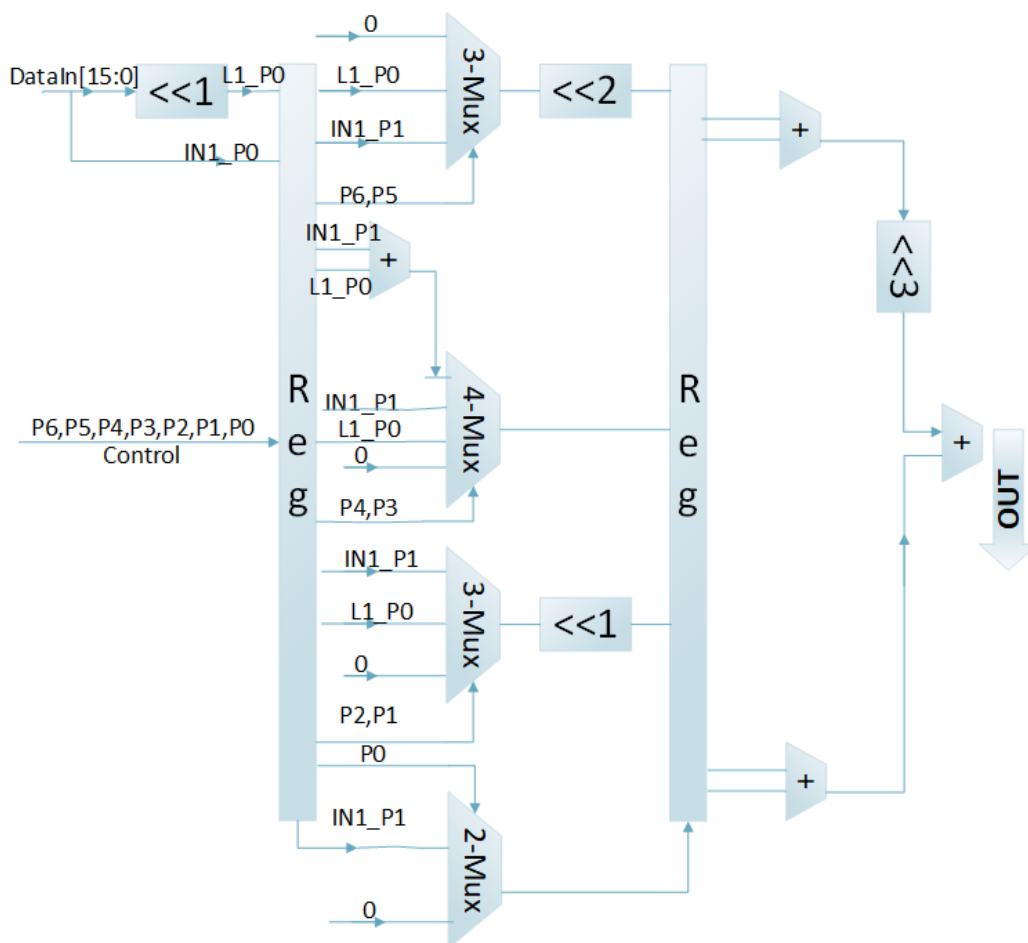 0
DataIn[15:0]
<<1
L1_P0
L1_P0
3-Mux
<<2
+
IN1_P0
IN1_P1
P6,P5
IN1_P1
+
L1_P0
<<3
Reg
4-Mux
Reg
IN1_P1
P6,P5,P4,P3,P2,P1,P0
Control
L1_P0
0
+
OUT
P4,P3
IN1_P1
3-Mux
L1_P0
<<1
0
P2,P1
P0
+
IN1_P1
2-Mux
0